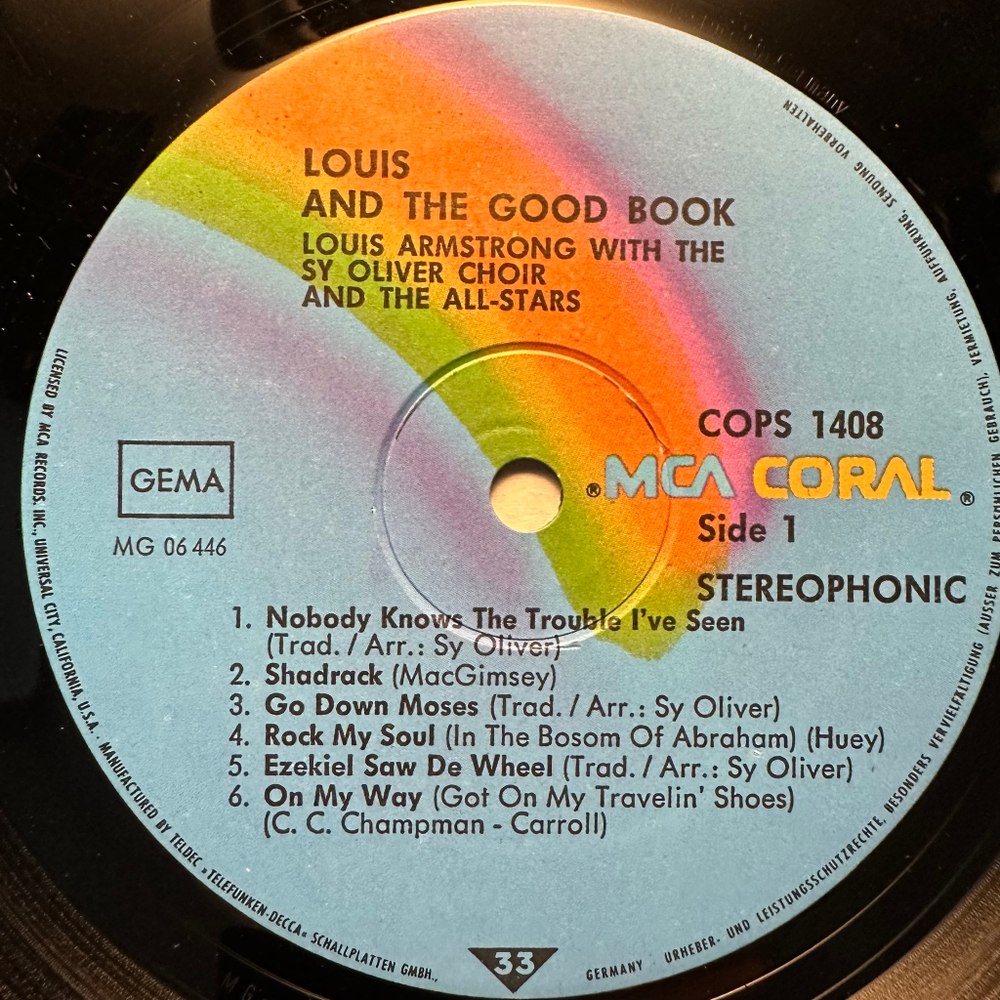 LOUIS
AND THE GOOD BOOK
LOUIS ARMSTRONG WITH THE
SY OLIVER CHOIR
AND THE ALL-STARS
COPS 1408
®MCA CORAL®
Side 1
STEREOPHONIC
GEMA
MG 06 446
1. Nobody Knows The Trouble I've Seen
(Trad. / Arr.: Sy Oliver)
2. Shadrack (MacGimsey)
3. Go Down Moses (Trad. / Arr.: Sy Oliver)
4. Rock My Soul (In The Bosom Of Abraham) (Huey)
5. Ezekiel Saw De Wheel (Trad. / Arr.: Sy Oliver)
6. On My Way (Got On My Travelin' Shoes)
(C. C. Champman - Carroll)
33
LICENSED BY MCA RECORDS, INC., UNIVERSAL CITY, CALIFORNIA, U.S.A. · MANUFACTURED BY TELDEC »TELEFUNKEN-DECCA« SCHALLPLATTEN GMBH.,
GERMANY · URHEBER- UND LEISTUNGSSCHUTZRECHTE, BESONDERS VERVIELFÄLTIGUNG (AUSSER ZUM PERSÖNLICHEN GEBRAUCH), VERMIETUNG, AUFFÜHRUNG, SENDUNG VORBEHALTEN